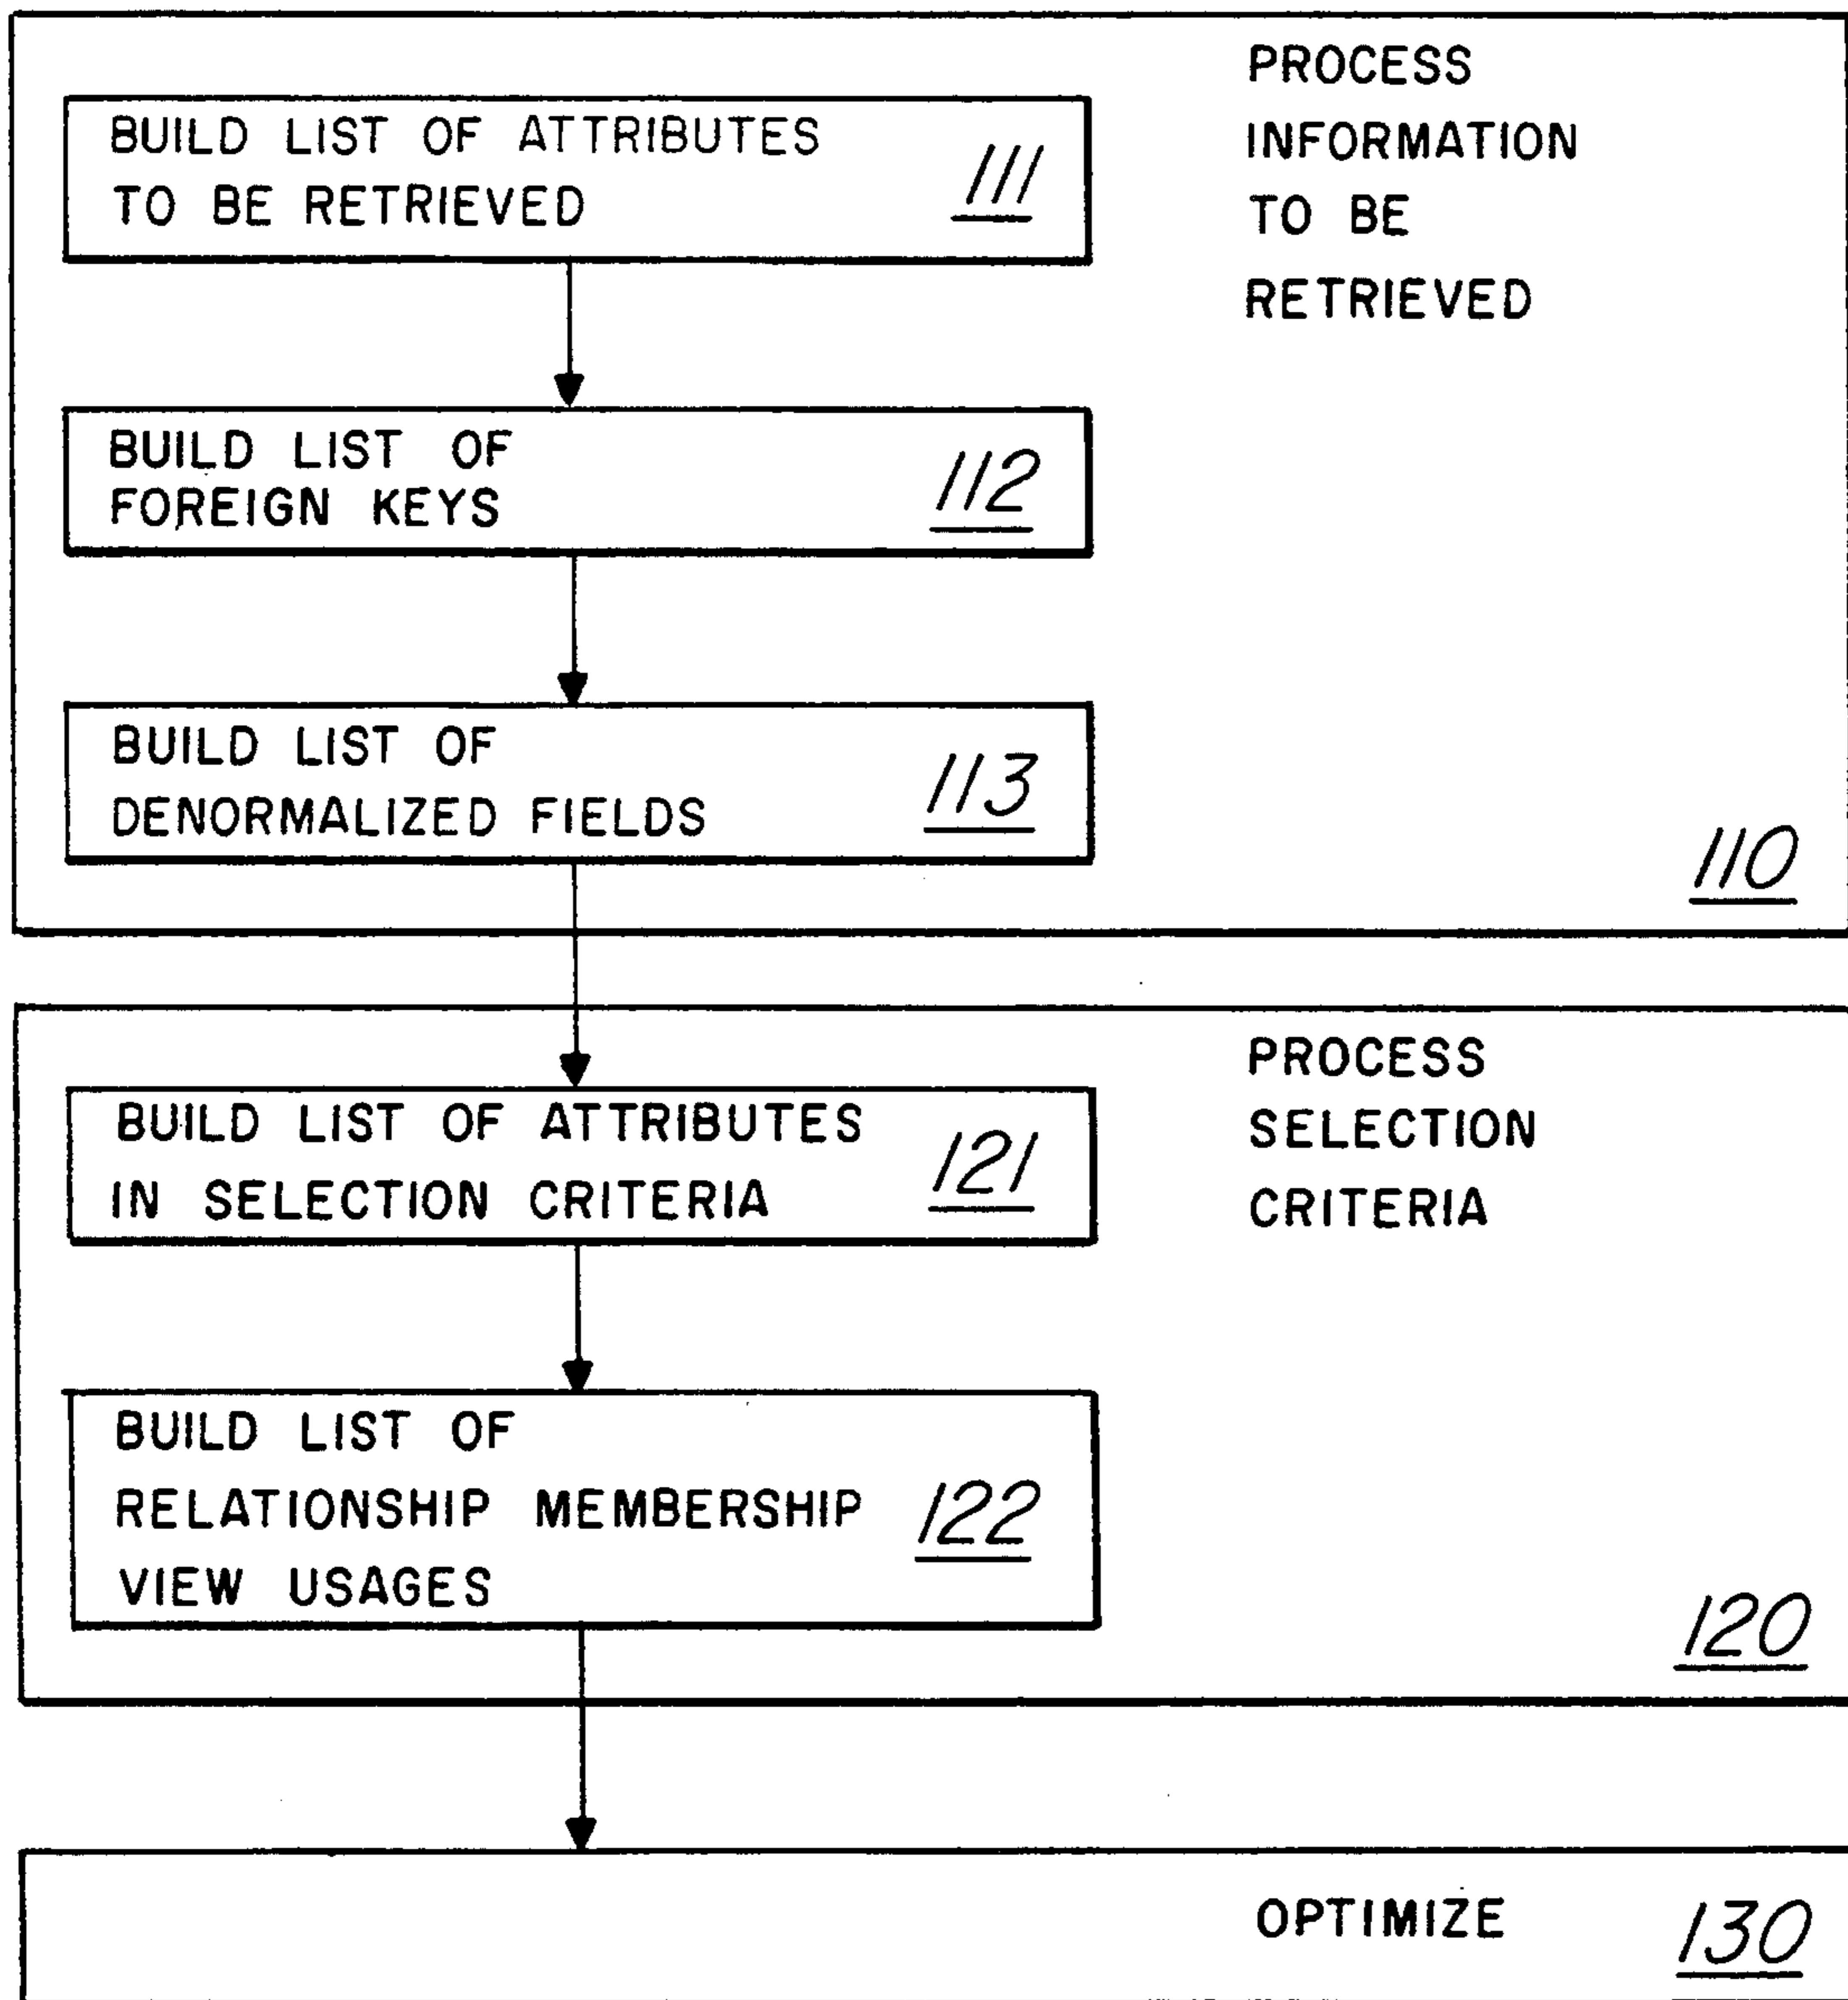 PROCESS
INFORMATION
TO BE
RETRIEVED
BUILD LIST OF ATTRIBUTES
TO BE RETRIEVED
111
BUILD LIST OF
FOREIGN KEYS
112
BUILD LIST OF
DENORMALIZED FIELDS
113
110
PROCESS
SELECTION
CRITERIA
BUILD LIST OF ATTRIBUTES
IN SELECTION CRITERIA
121
BUILD LIST OF
RELATIONSHIP MEMBERSHIP
VIEW USAGES
122
120
OPTIMIZE
130